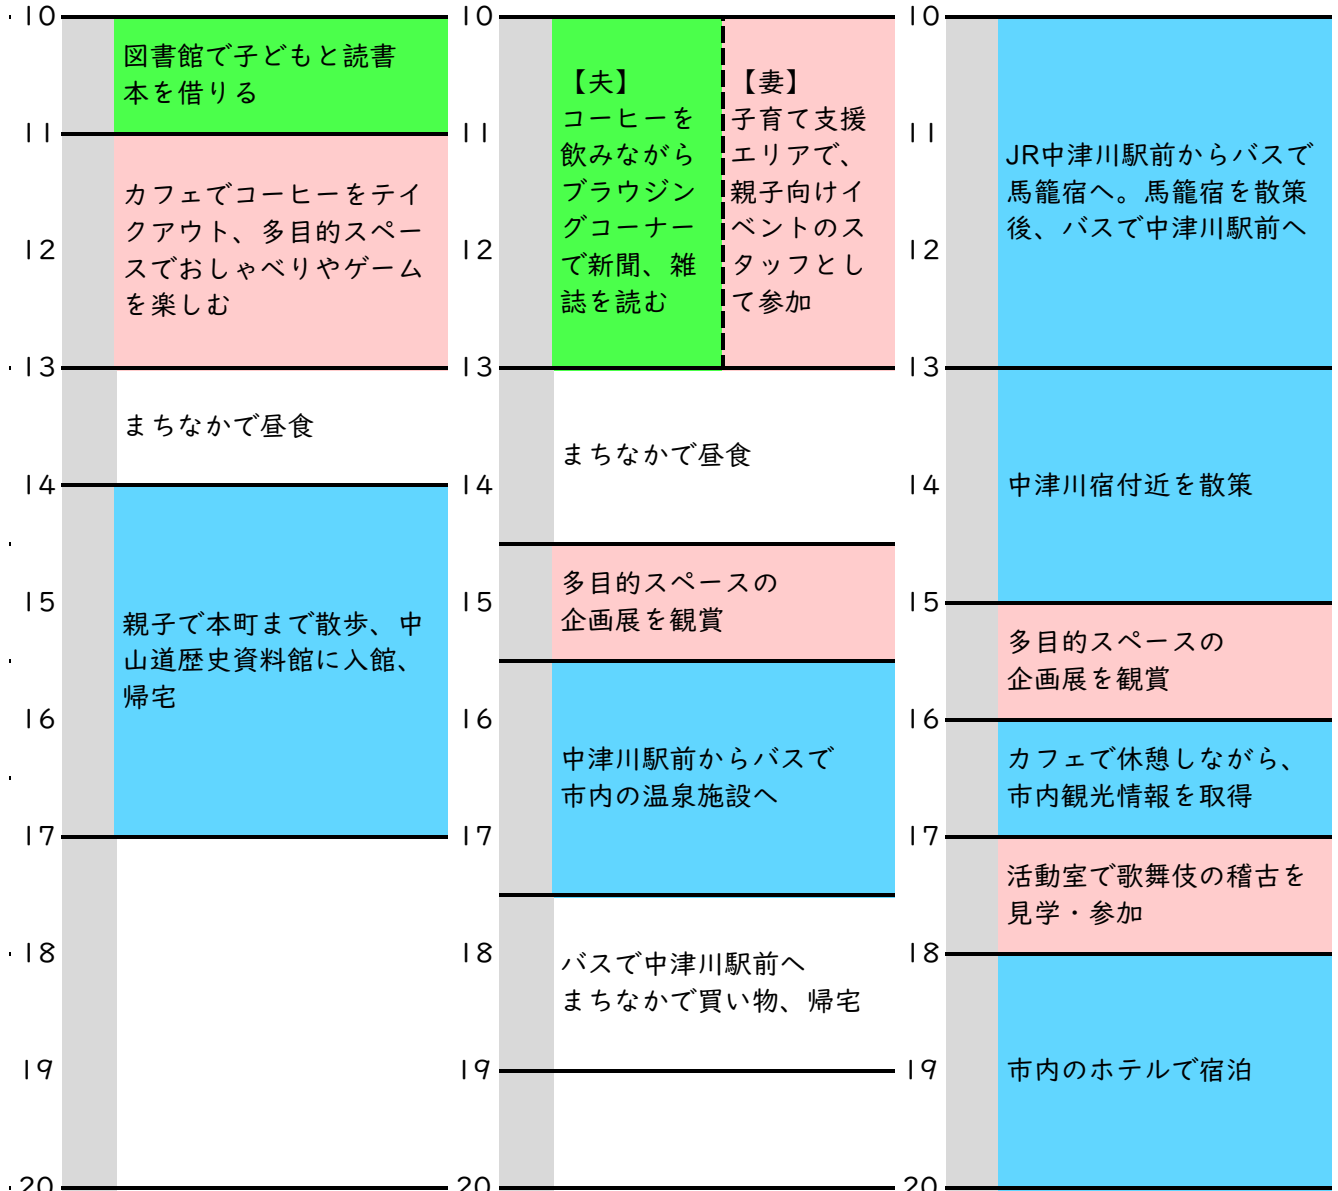 10
図書館で子どもと読書
本を借りる
11
カフェでコーヒーをテイ
クアウト、多目的スペー
スでおしゃべりやゲーム
を楽しむ
12
13
まちなかで昼食
14
親子で本町まで散歩、中
山道歴史資料館に入館、
帰宅
15
16
17
18
19
20
10
【夫】
コーヒーを
飲みながら
ブラウジン
グコーナー
で新聞、雑
誌を読む
【妻】
子育て支援
エリアで、
親子向けイ
ベントのス
タッフとし
て参加
11
12
13
まちなかで昼食
14
多目的スペースの
企画展を観賞
15
中津川駅前からバスで
市内の温泉施設へ
16
17
バスで中津川駅前へ
まちなかで買い物、帰宅
18
19
20
10
JR中津川駅前からバスで
馬籠宿へ。馬籠宿を散策
後、バスで中津川駅前へ
11
12
13
中津川宿付近を散策
14
15
多目的スペースの
企画展を観賞
16
カフェで休憩しながら、
市内観光情報を取得
17
活動室で歌舞伎の稽古を
見学・参加
18
市内のホテルで宿泊
19
20